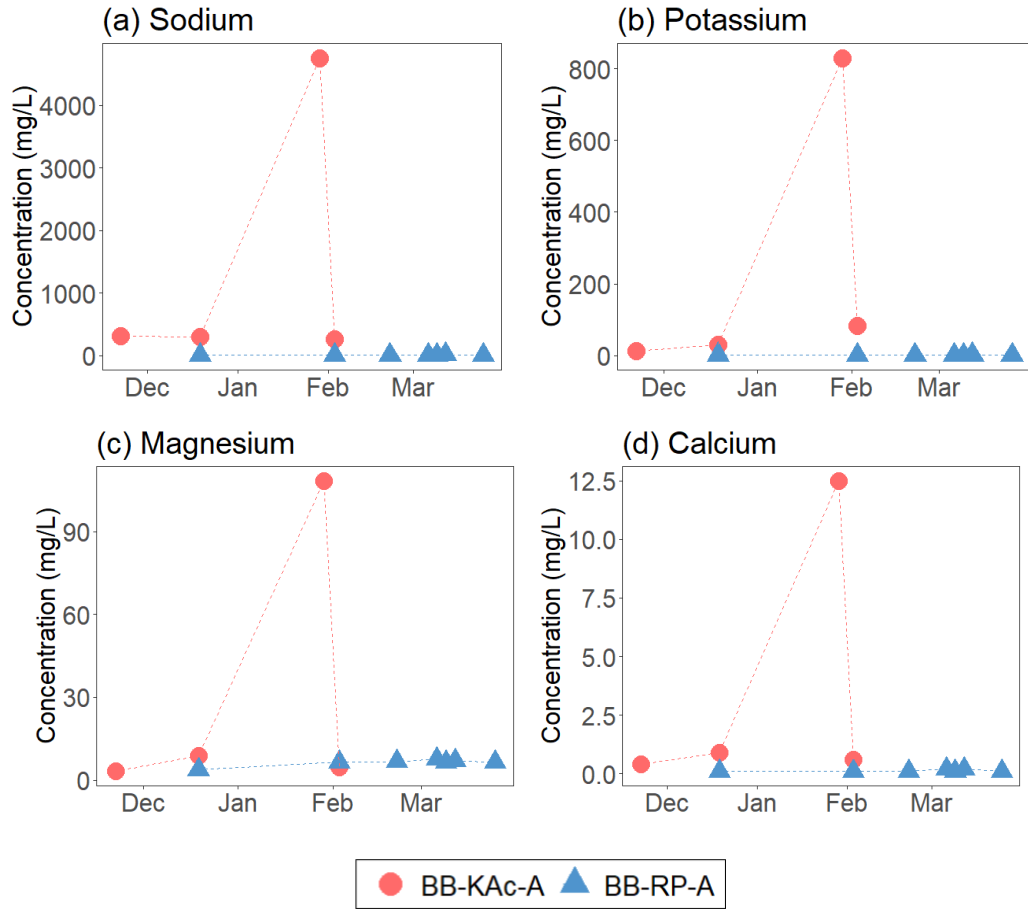 (a) Sodium
Concentration (mg/L)
4000
3000
2000
1000
0
Dec Jan Feb Mar
(b) Potassium
Concentration (mg/L)
800
600
400
200
0
Dec Jan Feb Mar
(c) Magnesium
Concentration (mg/L)
90
60
30
0
Dec Jan Feb Mar
(d) Calcium
Concentration (mg/L)
12.5
10.0
7.5
5.0
2.5
0.0
Dec Jan Feb Mar
BB-KAc-A BB-RP-A